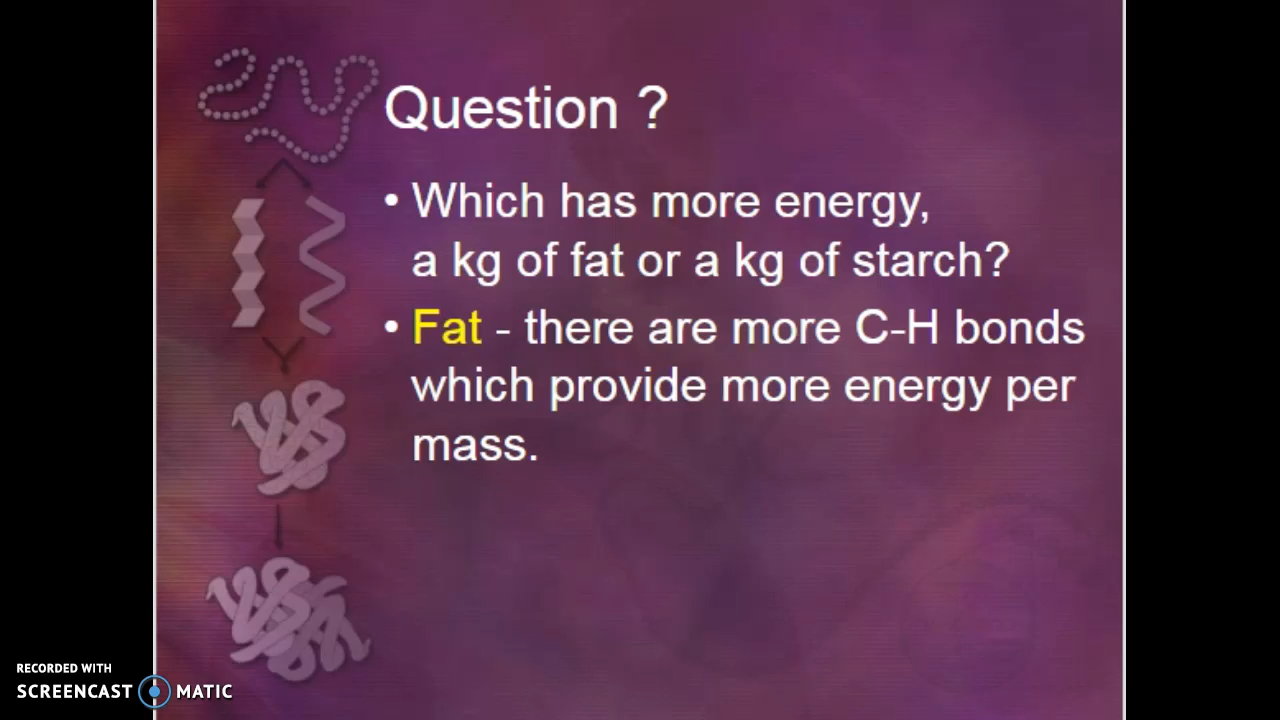 Question ?
• Which has more energy,
a kg of fat or a kg of starch?
• Fat - there are more C-H bonds
which provide more energy per
mass.
RECORDED WITH
SCREENCAST MATIC